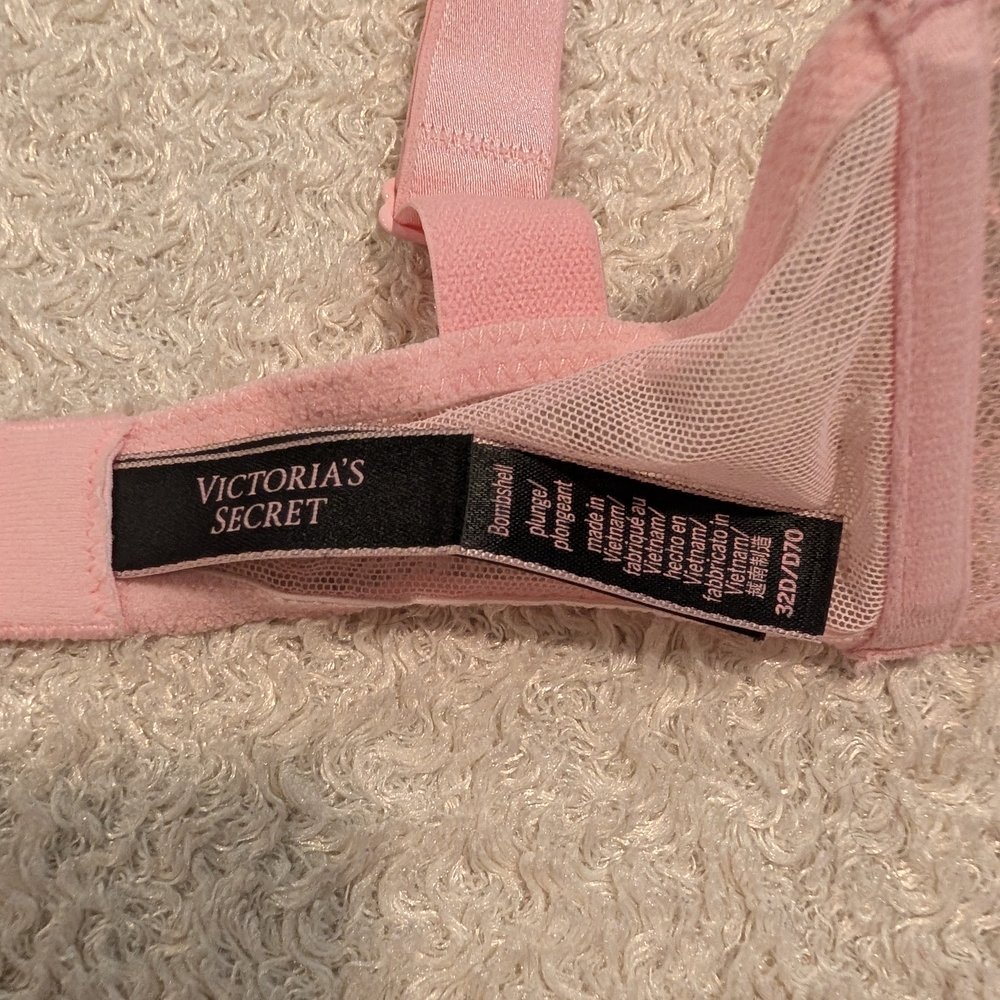 VICTORIA'S
SECRET
Bombshell
plunge/
plongeant
made in
Vietnam/
fabriqué au
Vietnam/
hecho en
Vietnam/
fabbricato in
Vietnam/
越南制造
32D/D70